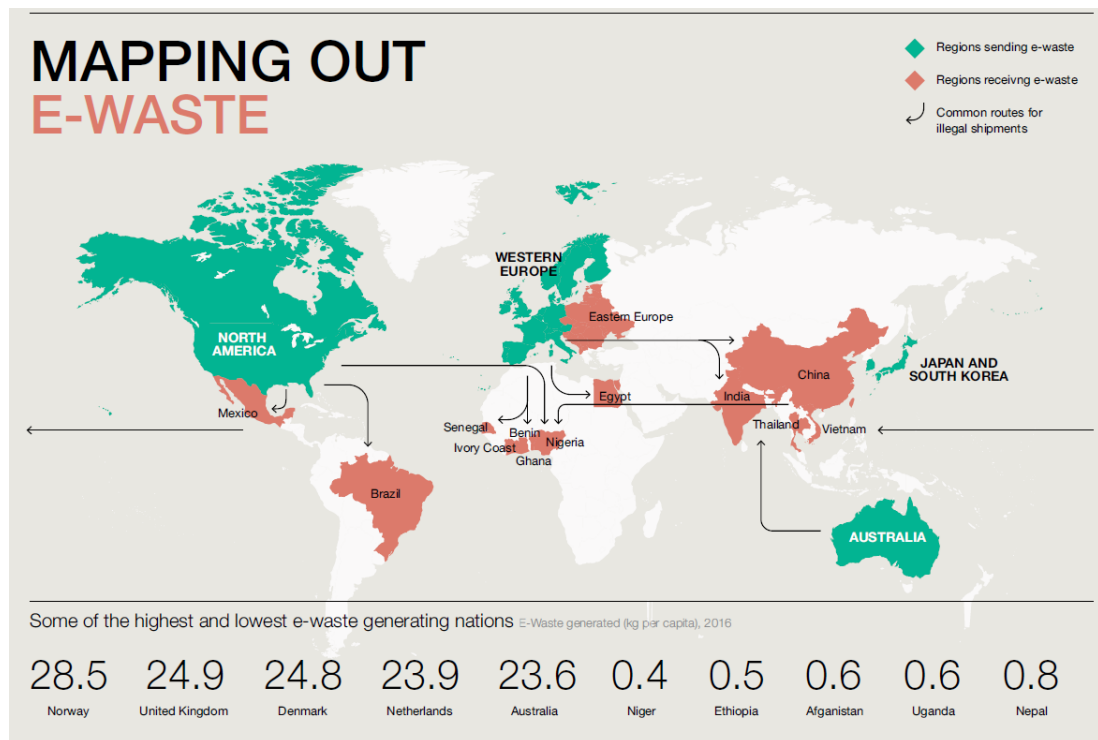 MAPPING OUT
E-WASTE
Regions sending e-waste
Regions receivng e-waste
Common routes for
illegal shipments
WESTERN
EUROPE
Eastern Europe
NORTH
AMERICA
JAPAN AND
SOUTH KOREA
China
Mexico
Egypt
India
Senegal
Benin
Thailand
Vietnam
Ivory Coast
Nigeria
Ghana
Brazil
AUSTRALIA
Some of the highest and lowest e-waste generating nations E-Waste generated (kg per capita), 2016
28.5 24.9 24.8 23.9 23.6 0.4 0.5 0.6 0.6 0.8
Norway United Kingdom Denmark Netherlands Australia Niger Ethiopia Afganistan Uganda Nepal